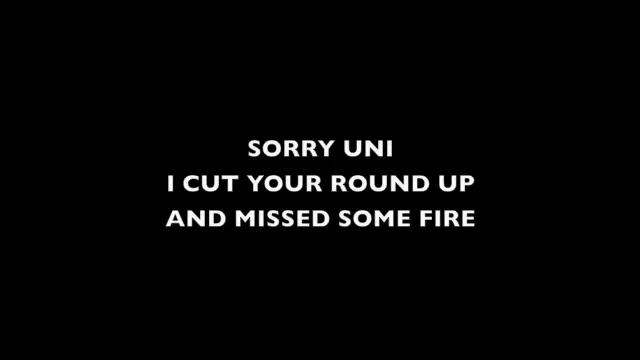 SORRY UNI
I CUT YOUR ROUND UP
AND MISSED SOME FIRE